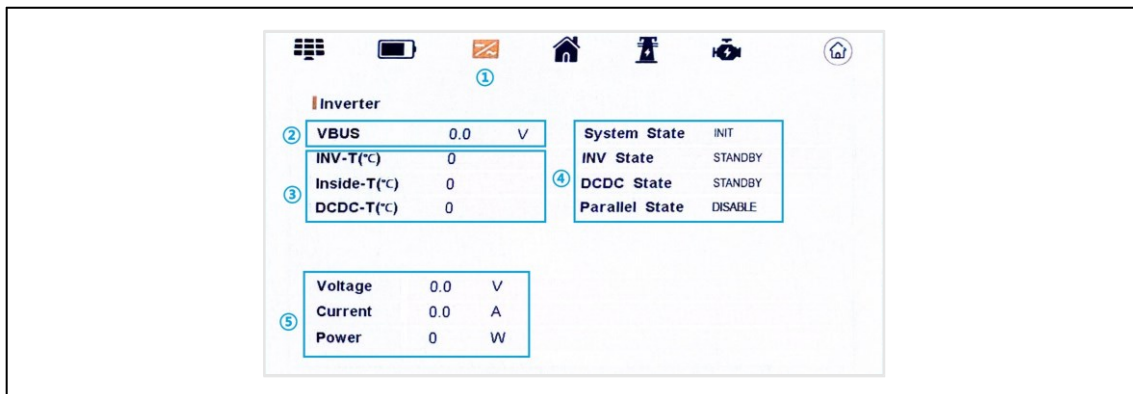 ①
Inverter
② VBUS 0.0 V
③
INV-T(℃) 0
Inside-T(℃) 0
DCDC-T(℃) 0
④
System State INIT
INV State STANDBY
DCDC State STANDBY
Parallel State DISABLE
⑤
Voltage 0.0 V
Current 0.0 A
Power 0 W